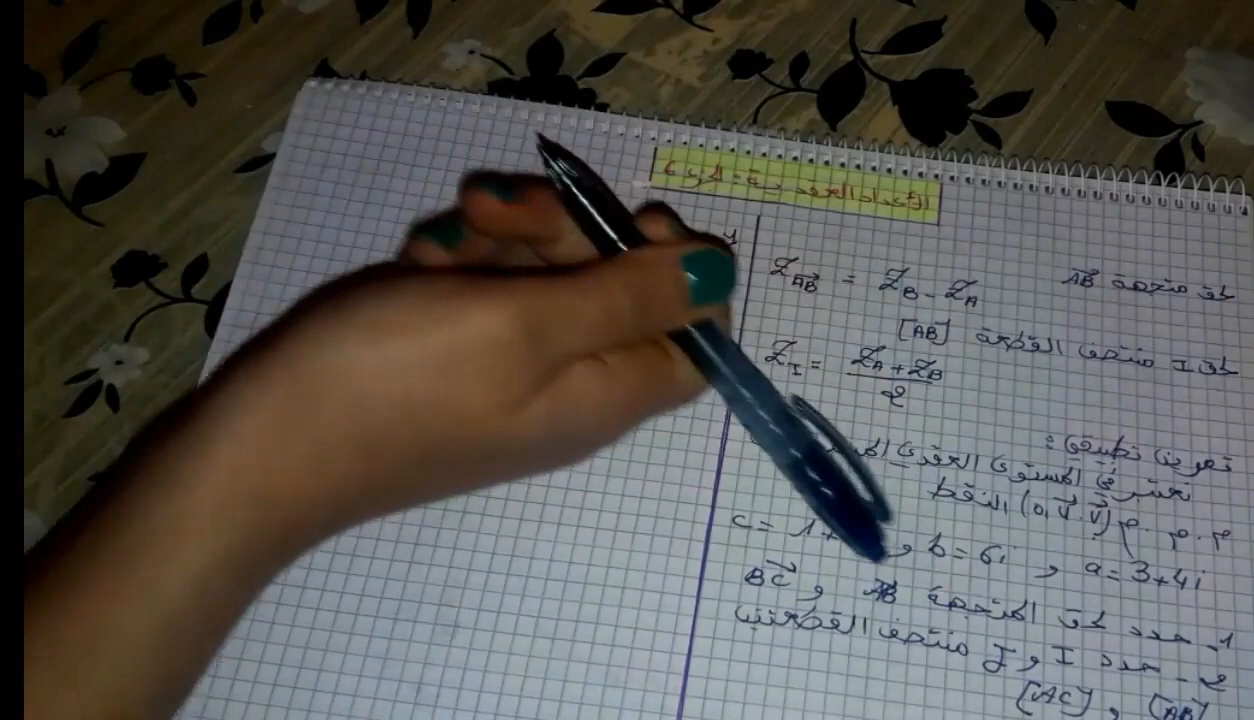 الأعداد العقدية
لحق متجهة AB Z_AB = Z_B - Z_A
لحق I منتصف القطعة [AB]
Z_I = (Z_A + Z_B) / 2
تمرين تطبيقي :
نعتبر في المستوى العقدي
م.م.م (o, u, v) النقط
a = 3+4i , b = 6i , c = 1+
1- حدد لحق المتجهة AB و BC
2- حدد I و J منتصف القطعتين
[AB] و [AC]